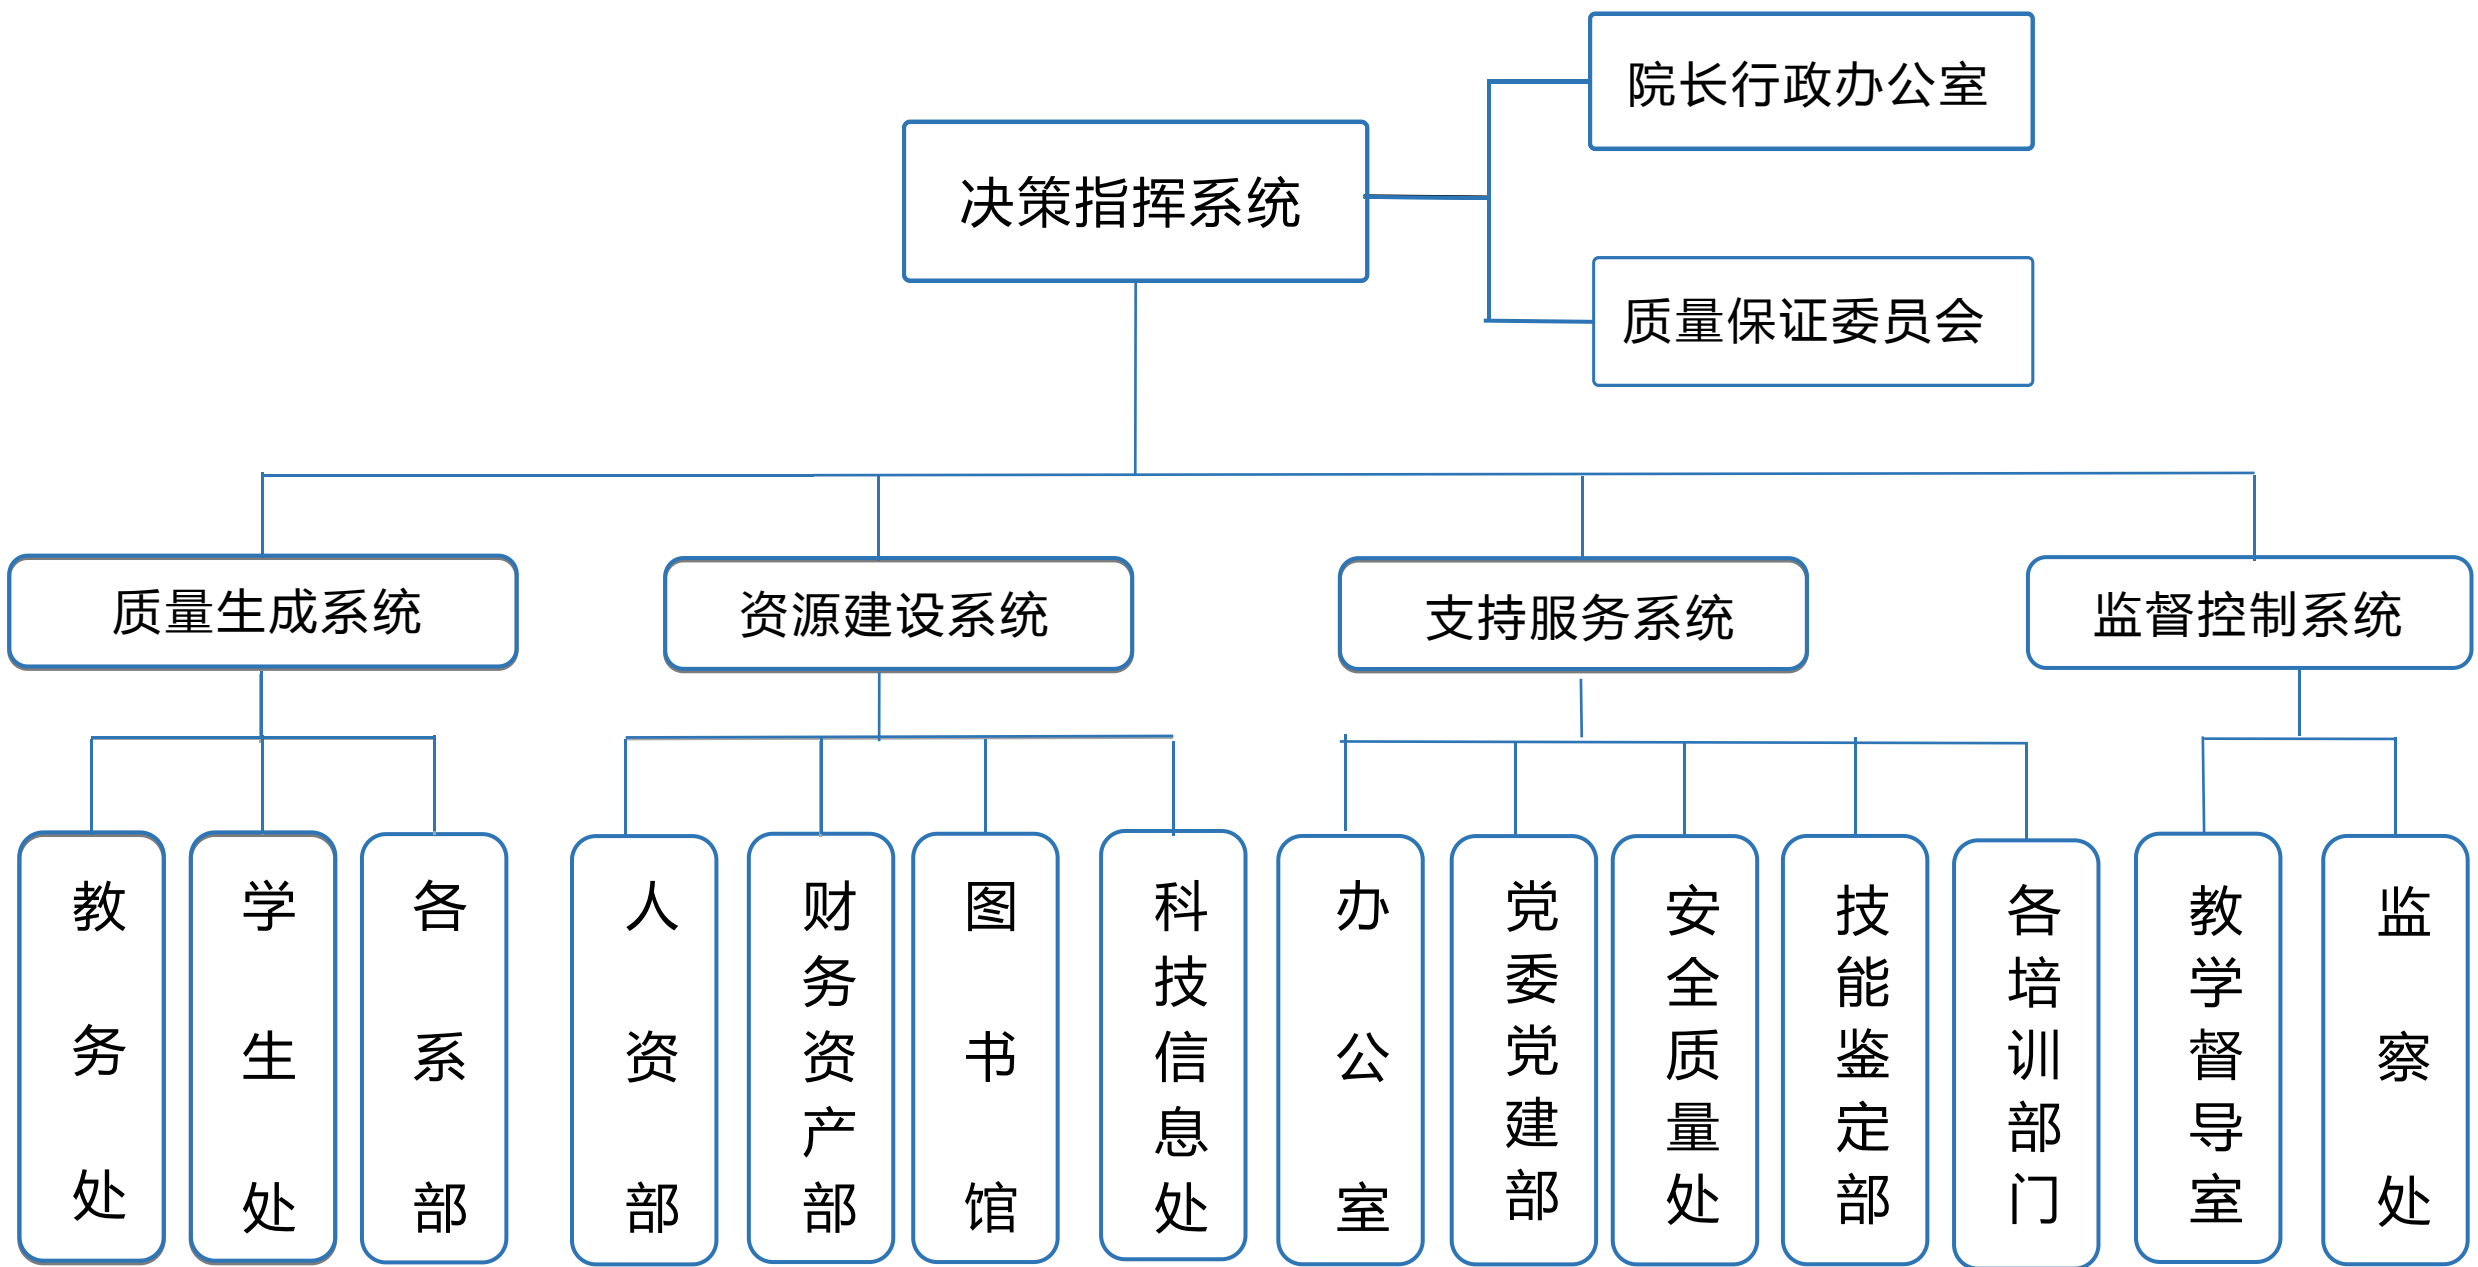 院长行政办公室
决策指挥系统
质量保证委员会
质量生成系统
资源建设系统
支持服务系统
监督控制系统
教务处
学生处
各系部
人资部
财务资产部
图书馆
科技信息处
办公室
党委党建部
安全质量处
技能鉴定部
各培训部门
教学督导室
监察处